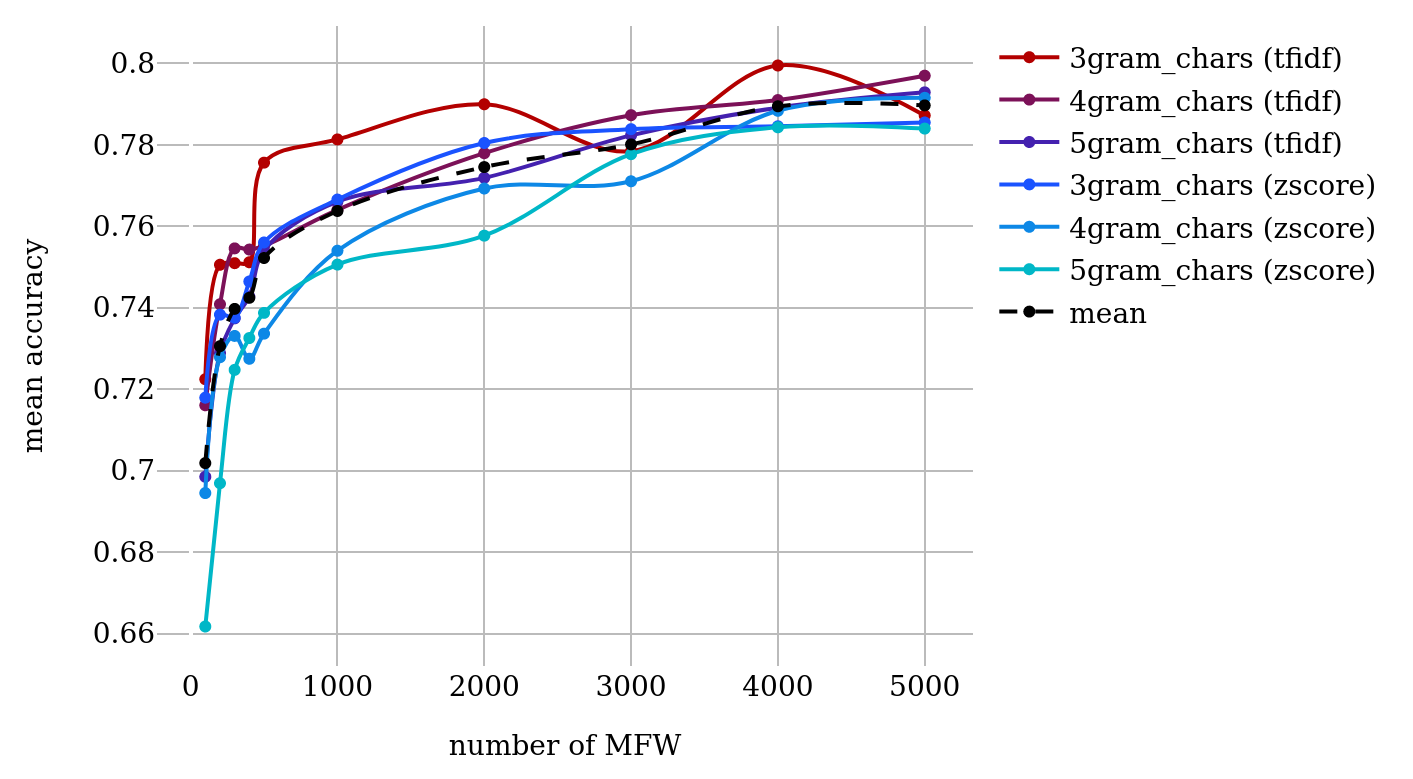 0.8
0.78
0.76
0.74
0.72
0.7
0.68
0.66
0 1000 2000 3000 4000 5000
mean accuracy
number of MFW
3gram_chars (tfidf)
4gram_chars (tfidf)
5gram_chars (tfidf)
3gram_chars (zscore)
4gram_chars (zscore)
5gram_chars (zscore)
mean